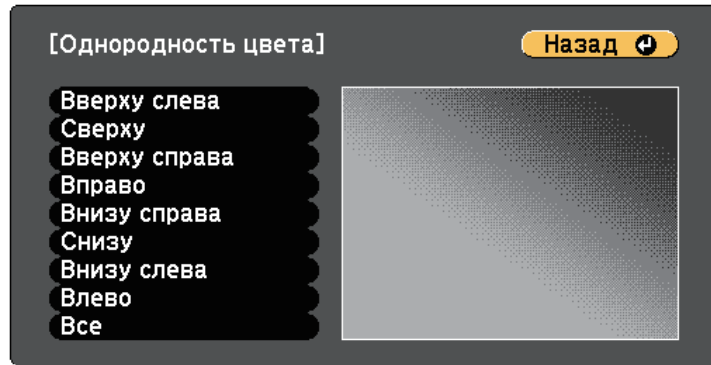 [Однородность цвета]
Назад
Вверху слева
Сверху
Вверху справа
Вправо
Внизу справа
Снизу
Внизу слева
Влево
Все